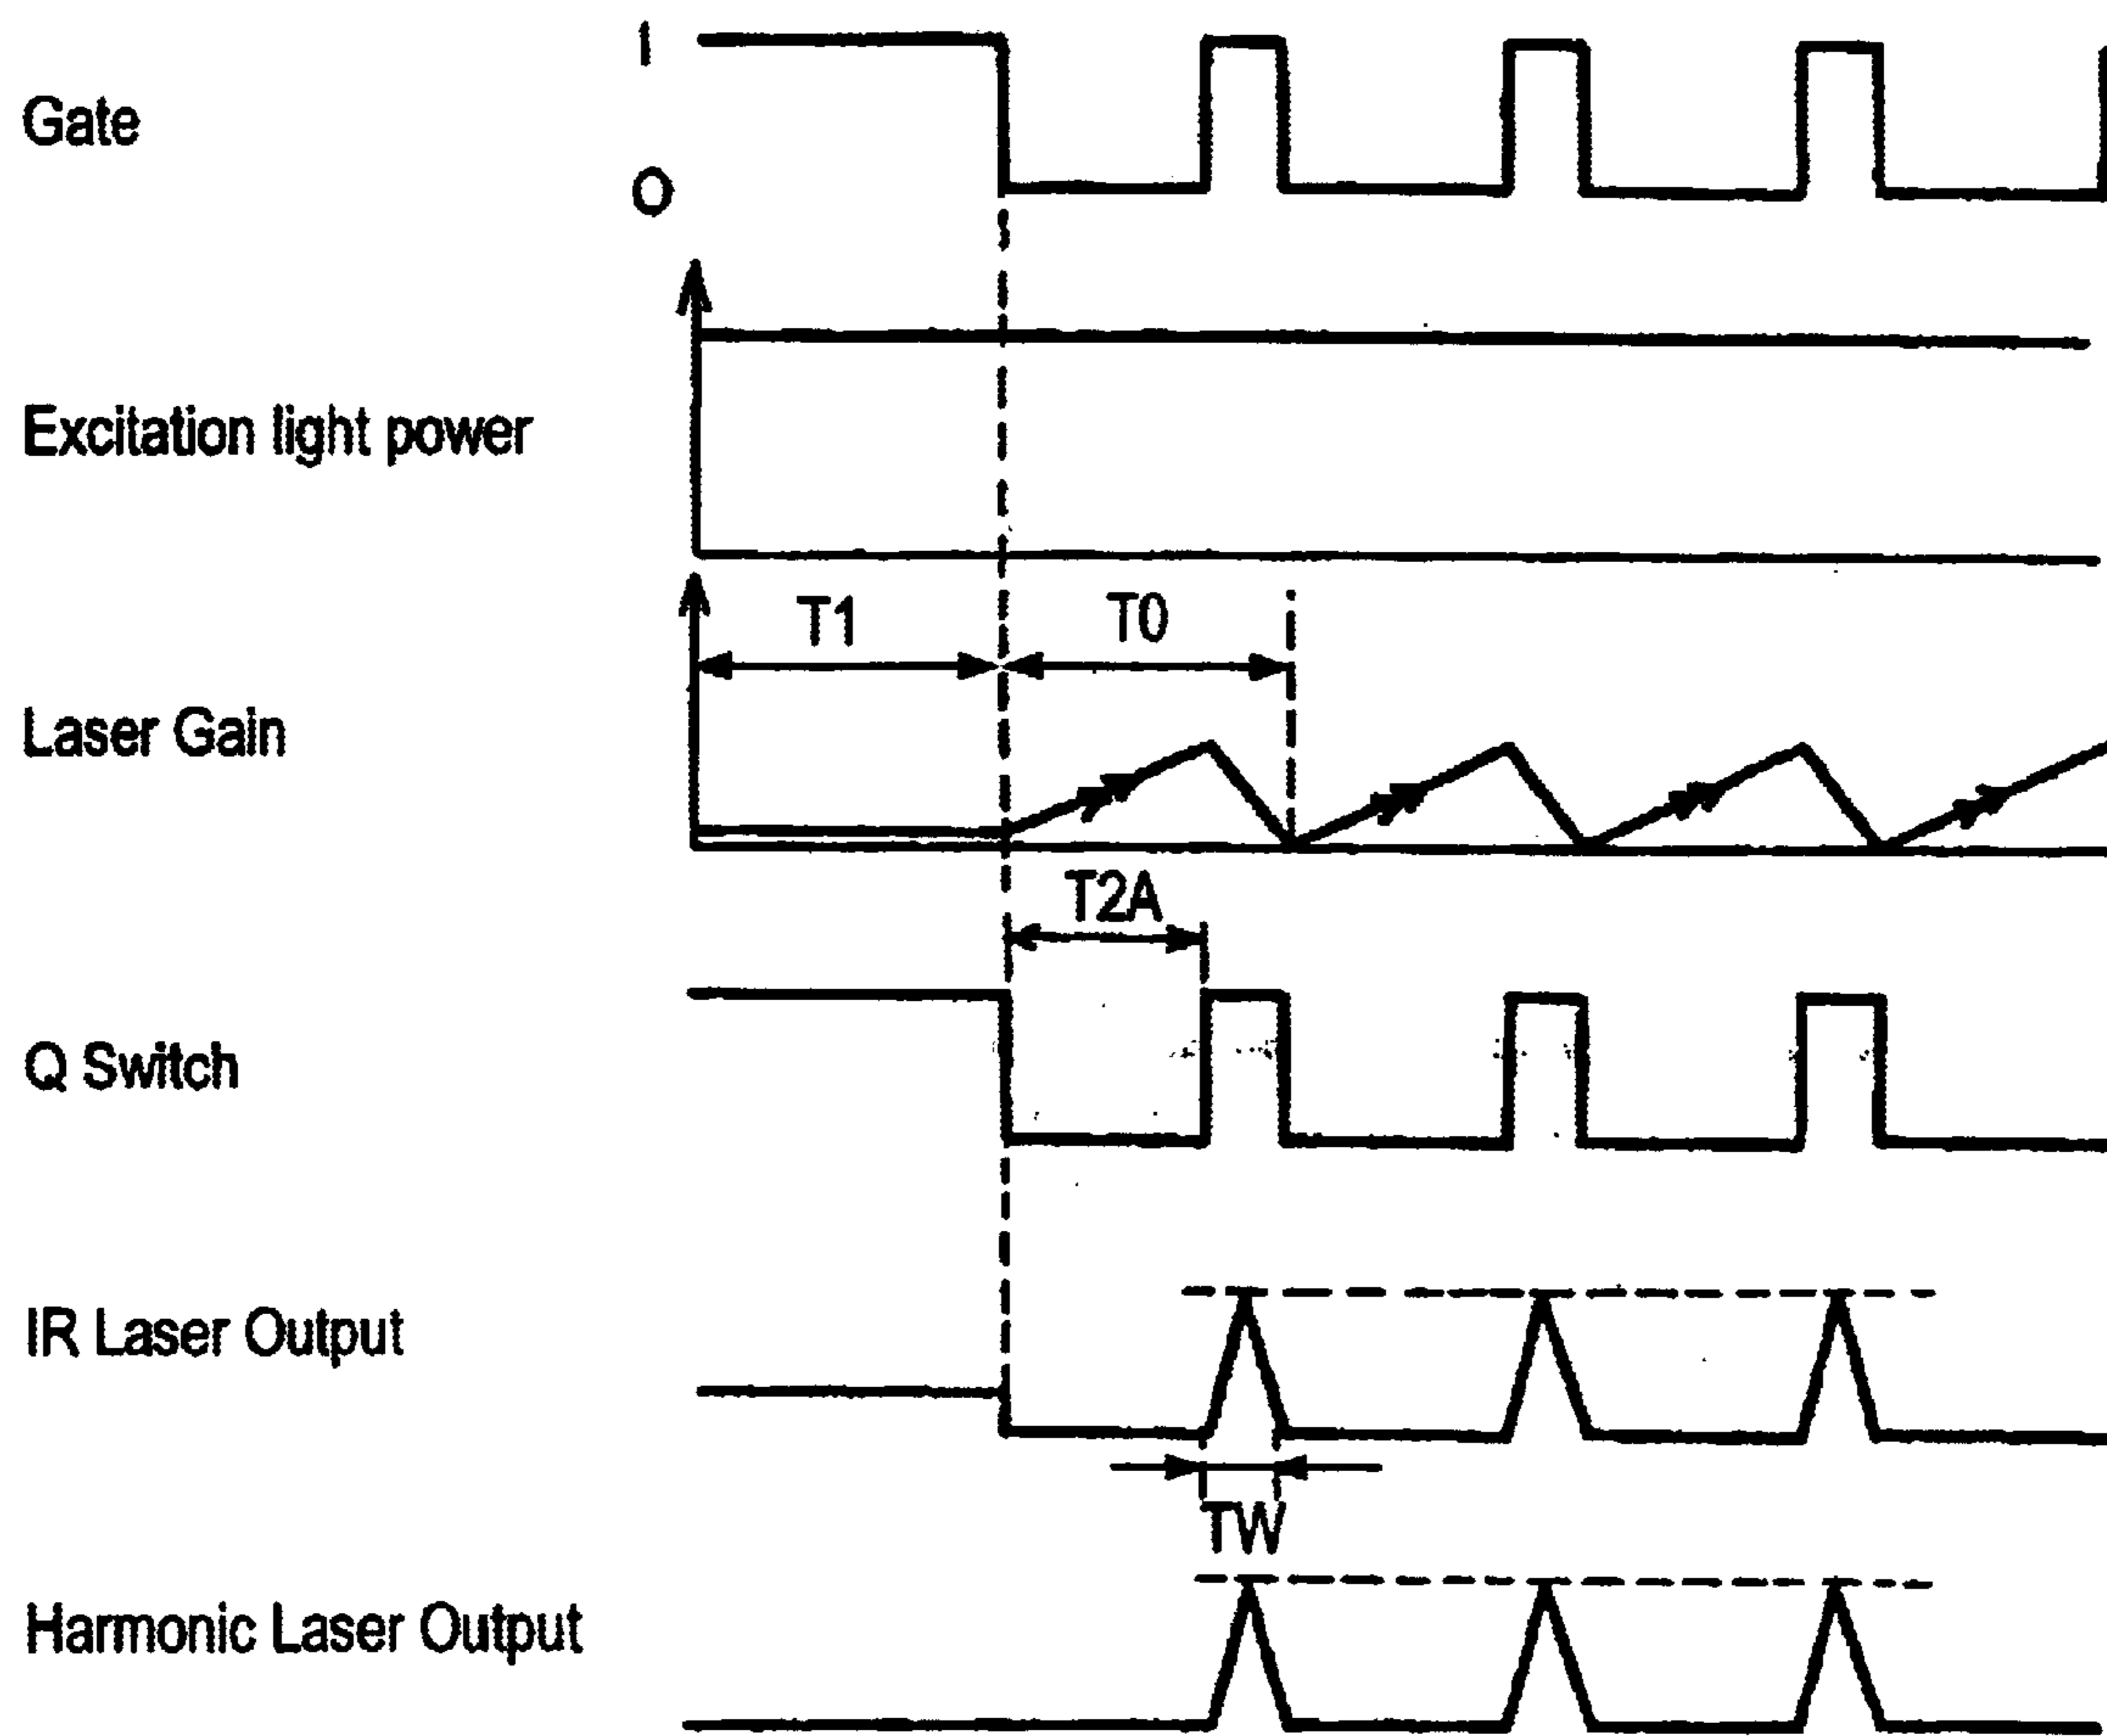 1
Gate
0
Excitation light power
T1
T0
Laser Gain
T2A
Q Switch
IR Laser Output
TW
Harmonic Laser Output